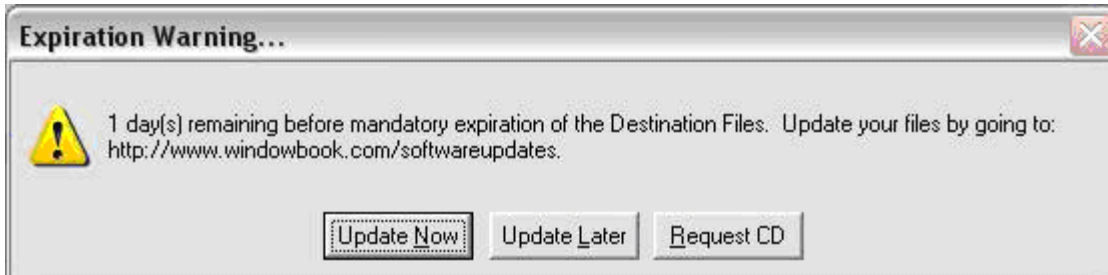 Expiration Warning...
1 day(s) remaining before mandatory expiration of the Destination Files.  Update your files by going to:
http://www.windowbook.com/softwareupdates.
Update Now Update Later Request CD